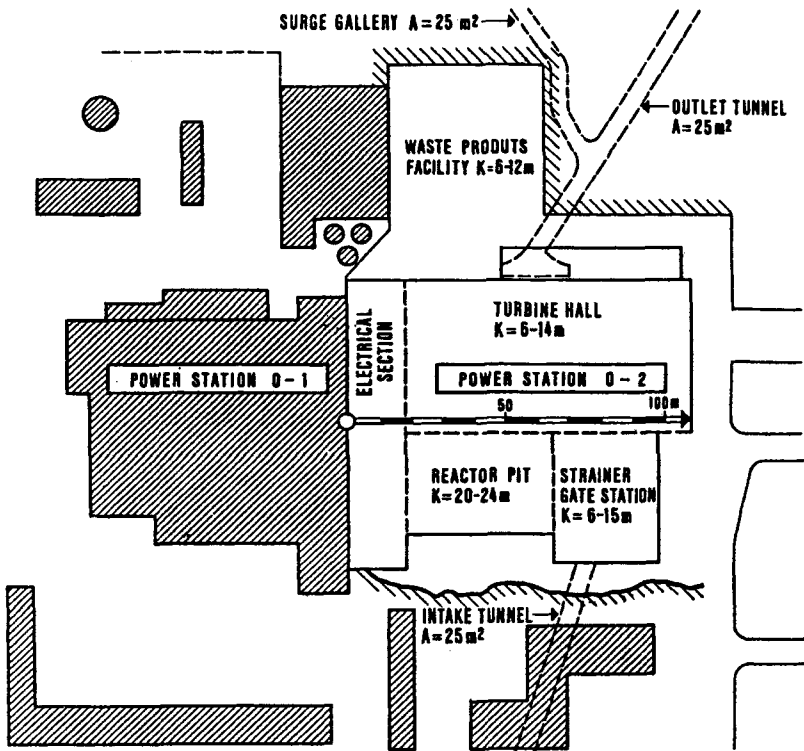 SURGE GALLERY A = 25 m²
OUTLET TUNNEL
A = 25m²
WASTE PRODUTS
FACILITY K=6-12m
ELECTRICAL
SECTION
TURBINE HALL
K = 6-14m
POWER STATION O-1
POWER STATION O-2
50
100m
REACTOR PIT
K=20-24m
STRAINER
GATE STATION
K= 6-15m
INTAKE TUNNEL
A=25m²